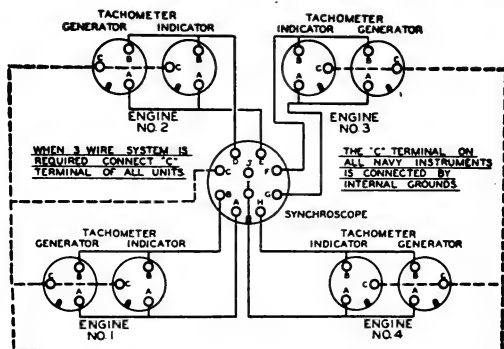 TACHOMETER
GENERATOR INDICATOR
TACHOMETER
INDICATOR GENERATOR
C B A
B C A
B C A
B C A
ENGINE
NO. 2
ENGINE
NO. 3
WHEN 3 WIRE SYSTEM IS
REQUIRED CONNECT "C"
TERMINAL OF ALL UNITS
THE "C" TERMINAL ON
ALL NAVY INSTRUMENTS
IS CONNECTED BY
INTERNAL GROUNDS
D J
C I F
B G
A H
SYNCHROSCOPE
TACHOMETER
GENERATOR INDICATOR
TACHOMETER
INDICATOR GENERATOR
B C A
B C A
B C A
B C A
ENGINE
NO. 1
ENGINE
NO. 4